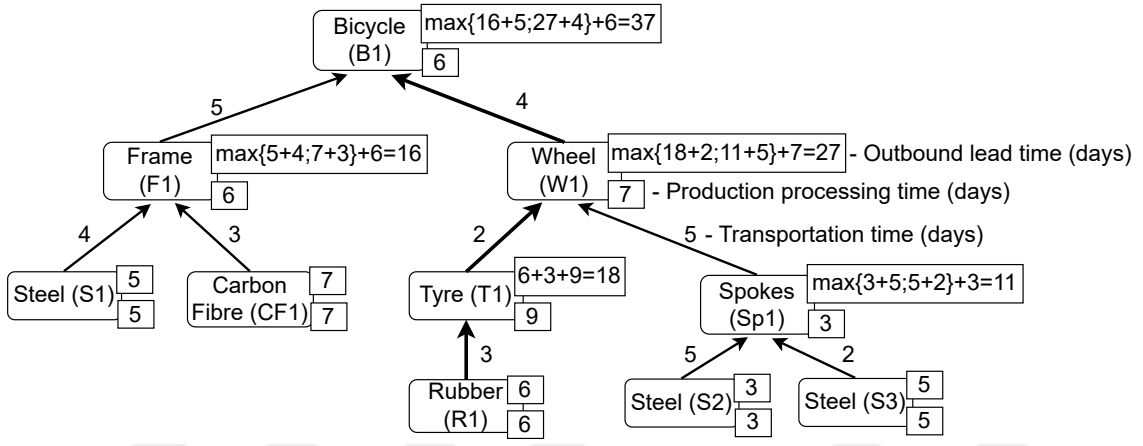 Bicycle
(B1)
max{16+5;27+4}+6=37
6
5
4
Frame
(F1)
max{5+4;7+3}+6=16
6
Wheel
(W1)
max{18+2;11+5}+7=27 - Outbound lead time (days)
7 - Production processing time (days)
4
3
2
5 - Transportation time (days)
Steel (S1)
5
5
Carbon
Fibre (CF1)
7
7
Tyre (T1)
6+3+9=18
9
Spokes
(Sp1)
max{3+5;5+2}+3=11
3
3
5
2
Rubber
(R1)
6
6
Steel (S2)
3
3
Steel (S3)
5
5